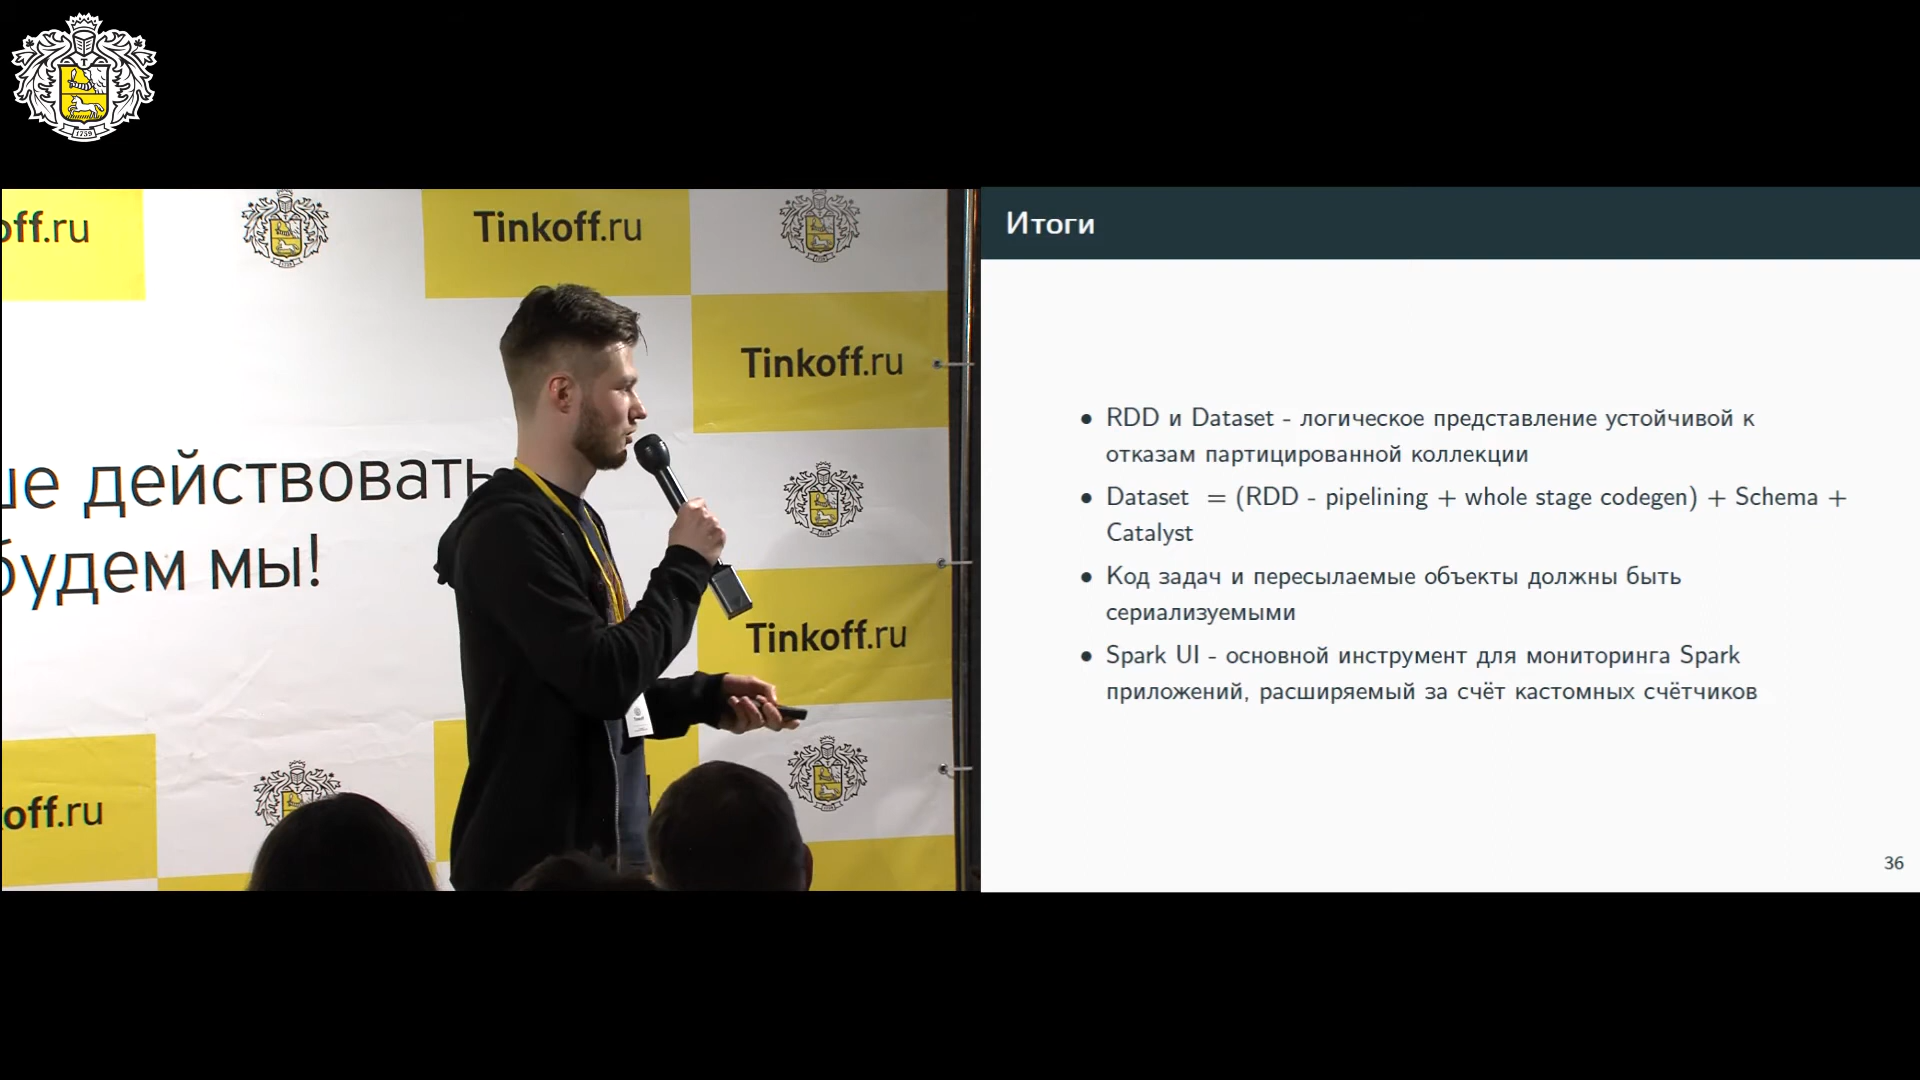 1759
off.ru
Tinkoff.ru
Tinkoff.ru
действовать
будем мы!
Tinkoff.ru
off.ru
Итоги
• RDD и Dataset - логическое представление устойчивой к
отказам партицированной коллекции
• Dataset = (RDD - pipelining + whole stage codegen) + Schema +
Catalyst
• Код задач и пересылаемые объекты должны быть
сериализуемыми
• Spark UI - основной инструмент для мониторинга Spark
приложений, расширяемый за счёт кастомных счётчиков
36